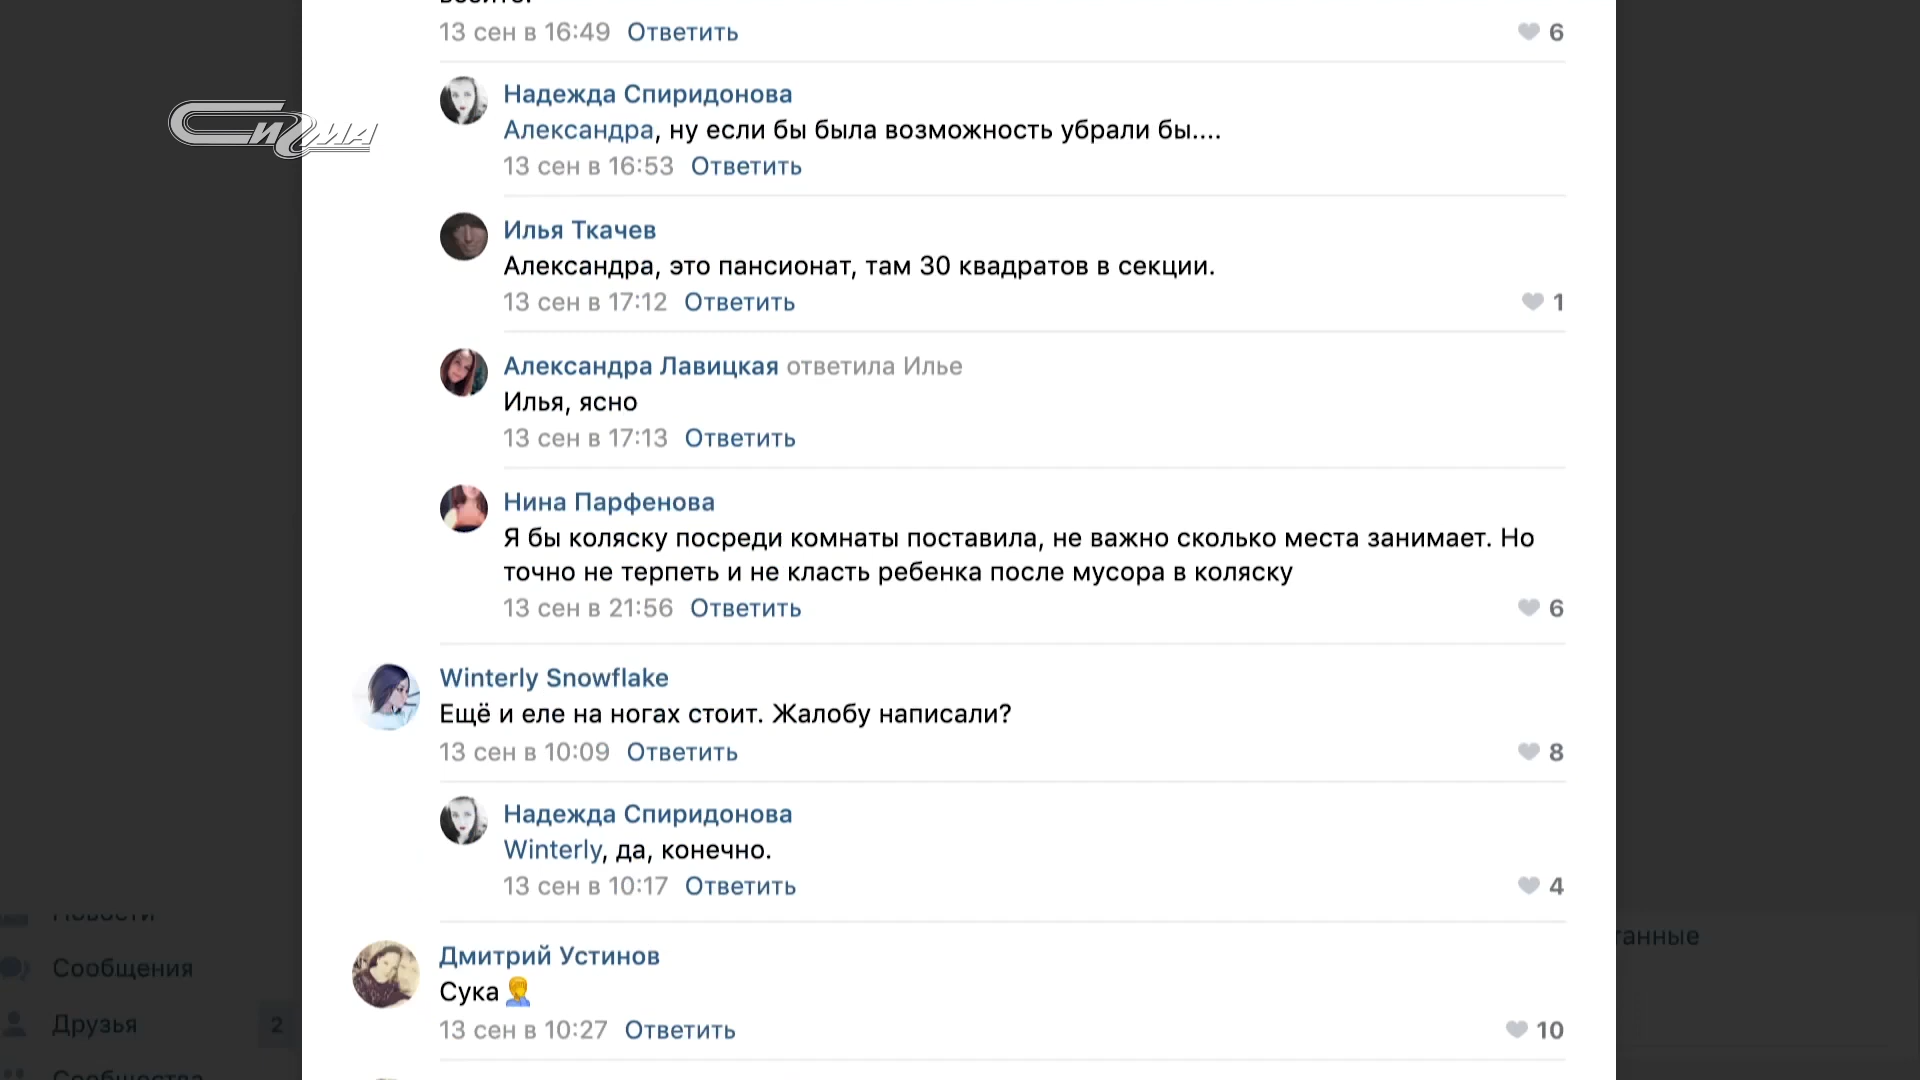 13 сен в 16:49 Ответить 6
СИГМА
Надежда Спиридонова
Александра, ну если бы была возможность убрали бы....
13 сен в 16:53 Ответить
Илья Ткачев
Александра, это пансионат, там 30 квадратов в секции.
13 сен в 17:12 Ответить 1
Александра Лавицкая ответила Илье
Илья, ясно
13 сен в 17:13 Ответить
Нина Парфенова
Я бы коляску посреди комнаты поставила, не важно сколько места занимает. Но
точно не терпеть и не класть ребенка после мусора в коляску
13 сен в 21:56 Ответить 6
Winterly Snowflake
Ещё и еле на ногах стоит. Жалобу написали?
13 сен в 10:09 Ответить 8
Надежда Спиридонова
Winterly, да, конечно.
13 сен в 10:17 Ответить 4
Новости
Дмитрий Устинов
Сообщения
Сука 🤦‍♂️
13 сен в 10:27 Ответить 10
Друзья 2
Сообщества